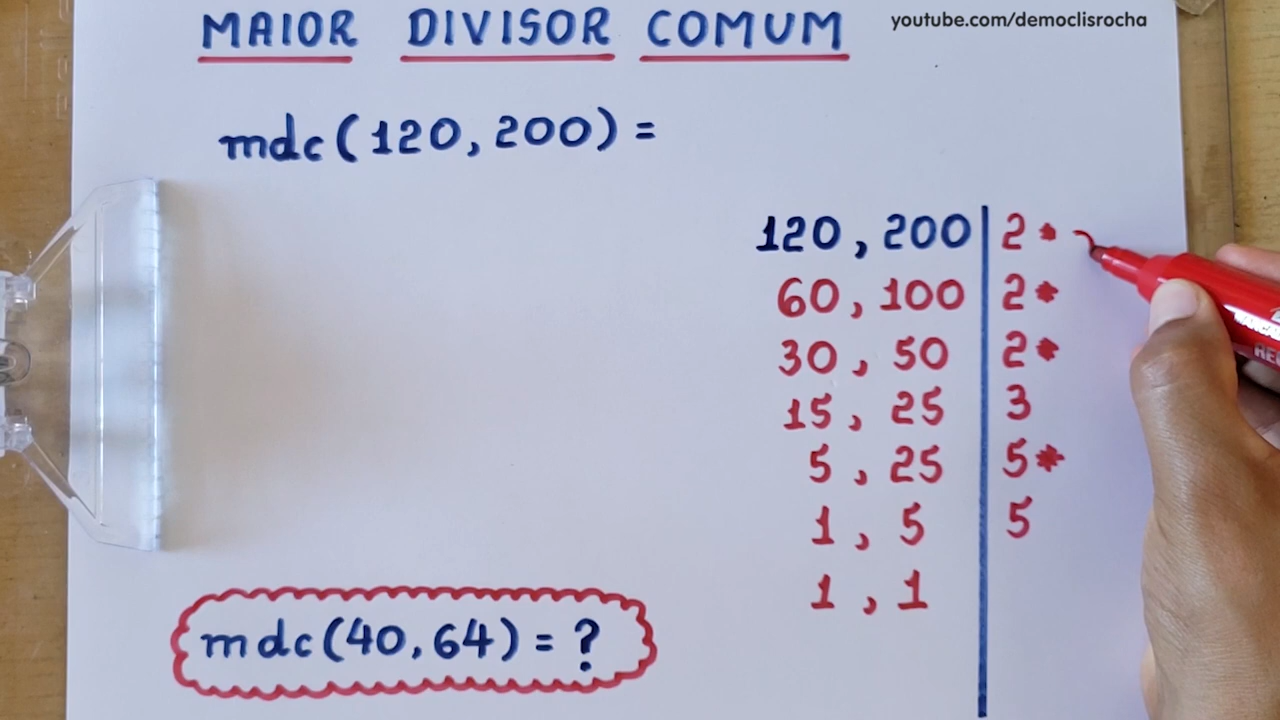 MAIOR DIVISOR COMUM
youtube.com/democlisrocha
mdc(120,200)=
120,200 2
60,100 2
30,50 2
15,25 3
5,25 5
1,5 5
1,1
mdc(40,64)=?